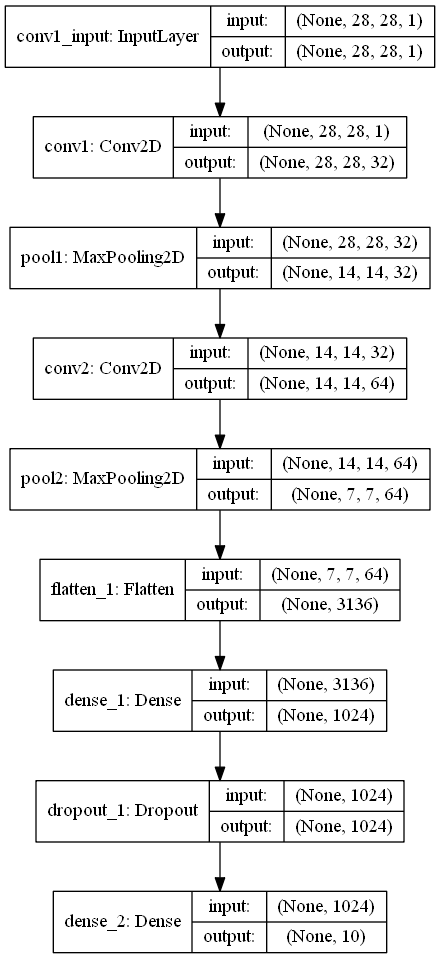 conv1_input: InputLayer
input: (None, 28, 28, 1)
output: (None, 28, 28, 1)
conv1: Conv2D
input: (None, 28, 28, 1)
output: (None, 28, 28, 32)
pool1: MaxPooling2D
input: (None, 28, 28, 32)
output: (None, 14, 14, 32)
conv2: Conv2D
input: (None, 14, 14, 32)
output: (None, 14, 14, 64)
pool2: MaxPooling2D
input: (None, 14, 14, 64)
output: (None, 7, 7, 64)
flatten_1: Flatten
input: (None, 7, 7, 64)
output: (None, 3136)
dense_1: Dense
input: (None, 3136)
output: (None, 1024)
dropout_1: Dropout
input: (None, 1024)
output: (None, 1024)
dense_2: Dense
input: (None, 1024)
output: (None, 10)